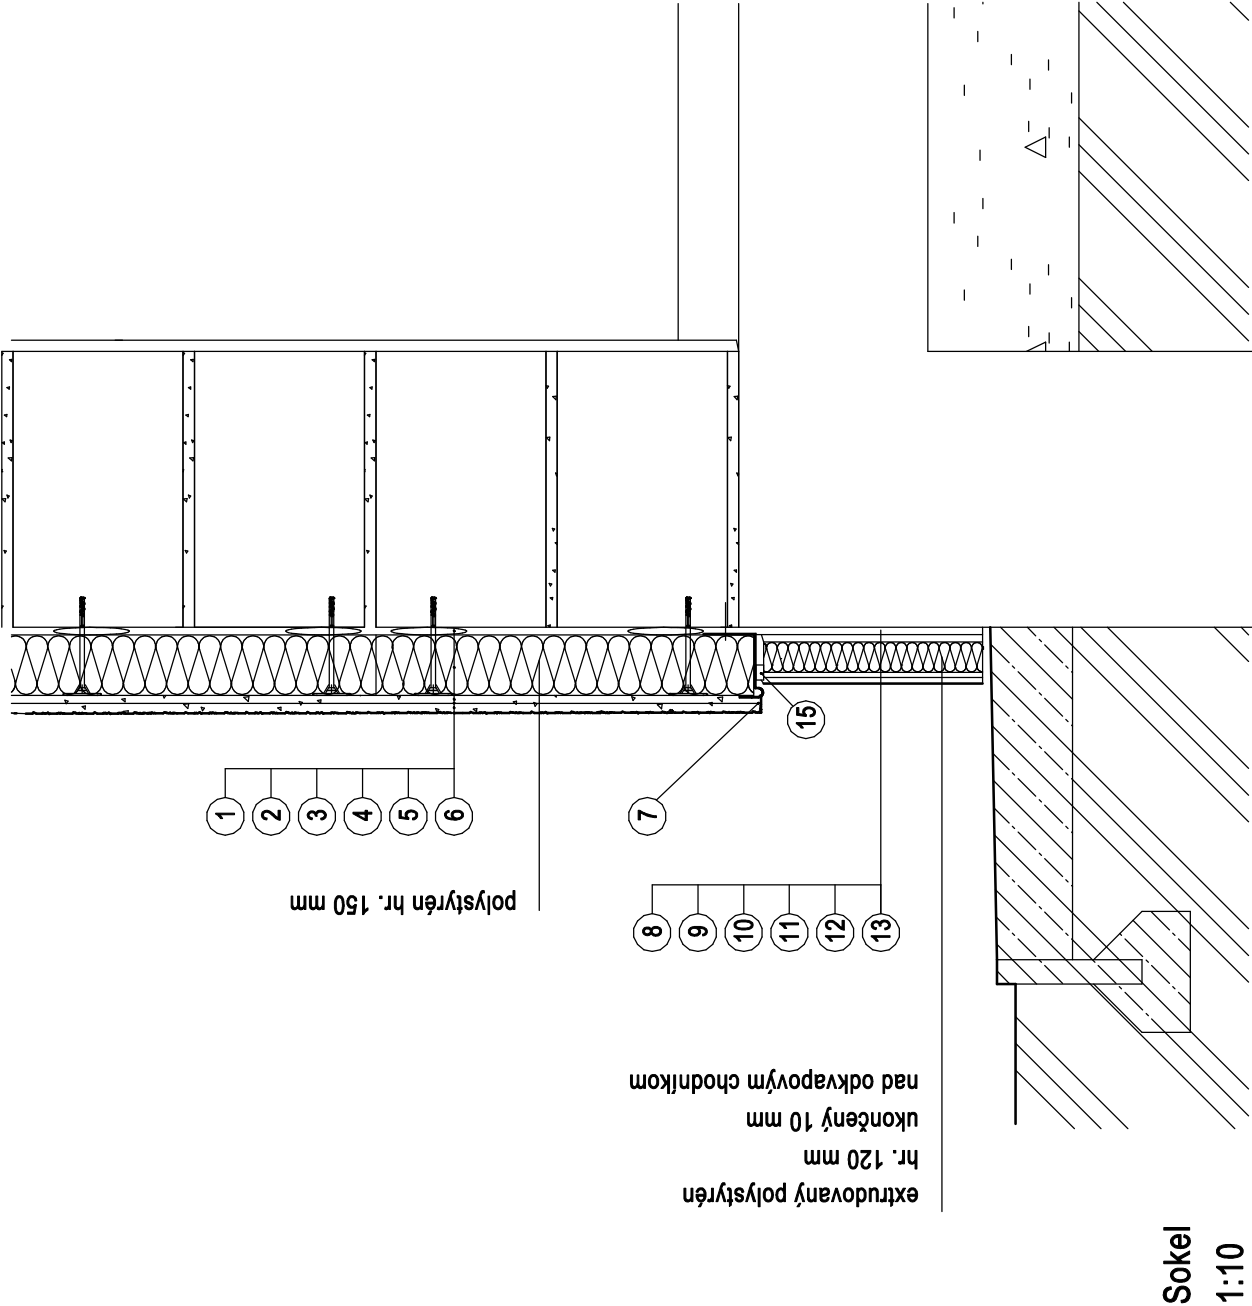 1
2
3
4
5
6
polystyrén hr. 150 mm
7
15
8
9
10
11
12
13
extrudovaný polystyrén
hr. 120 mm
ukončený 10 mm
nad odkvapovým chodníkom
Sokel
1:10